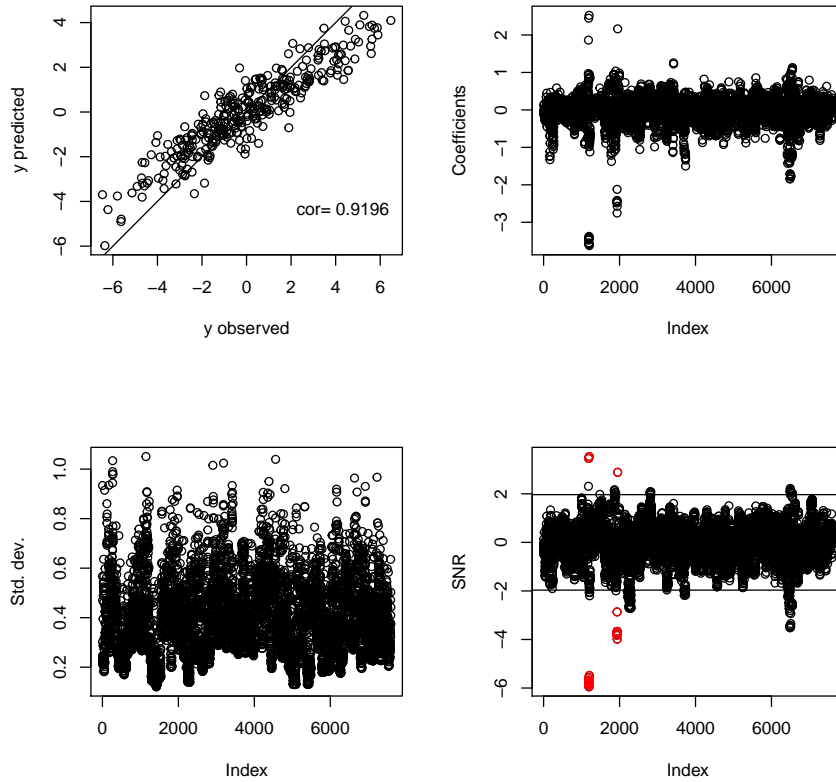 4
2
0
−2
−4
−6
y predicted
cor= 0.9196
−6 −4 −2 0 2 4 6
y observed
2
1
0
−1
−2
−3
Coefficients
0 2000 4000 6000
Index
1.0
0.8
0.6
0.4
0.2
Std. dev.
0 2000 4000 6000
Index
2
0
−2
−4
−6
SNR
0 2000 4000 6000
Index